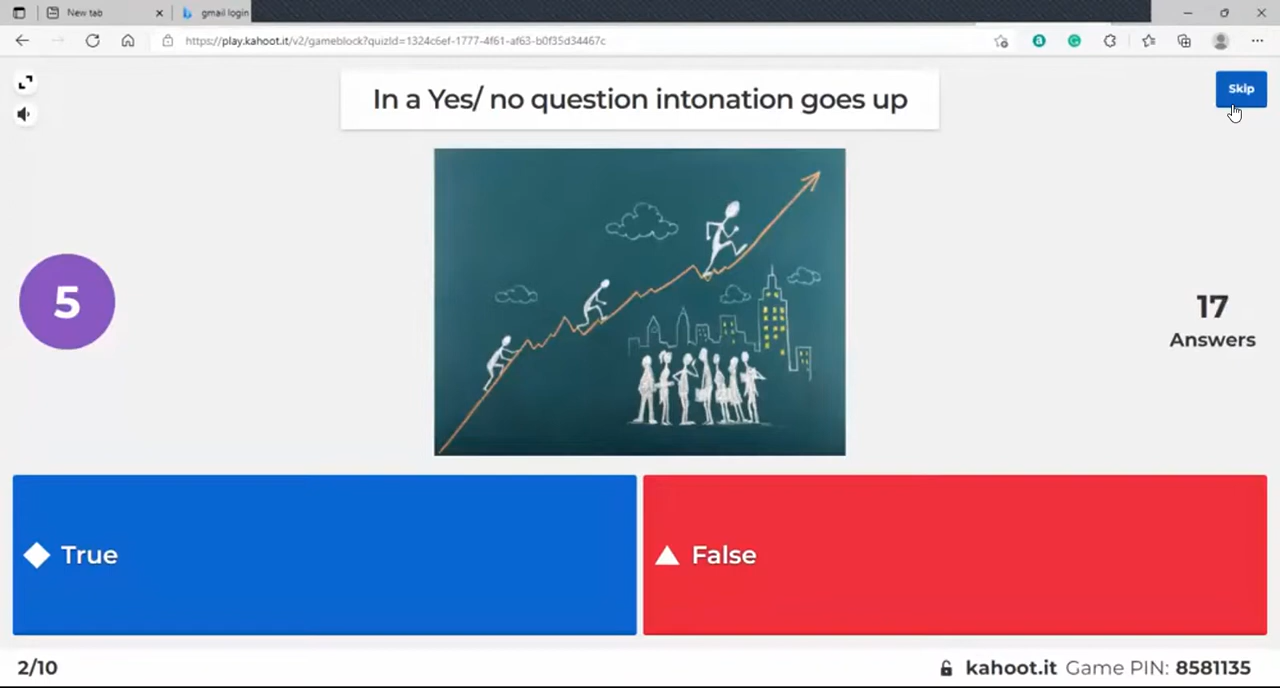 New tab
gmail login
https://play.kahoot.it/v2/gameblock?quizId=1324c6ef-1777-4f61-af63-b0f35d34467c
In a Yes/ no question intonation goes up
Skip
5
17
Answers
True
False
2/10
kahoot.it Game PIN: 8581135